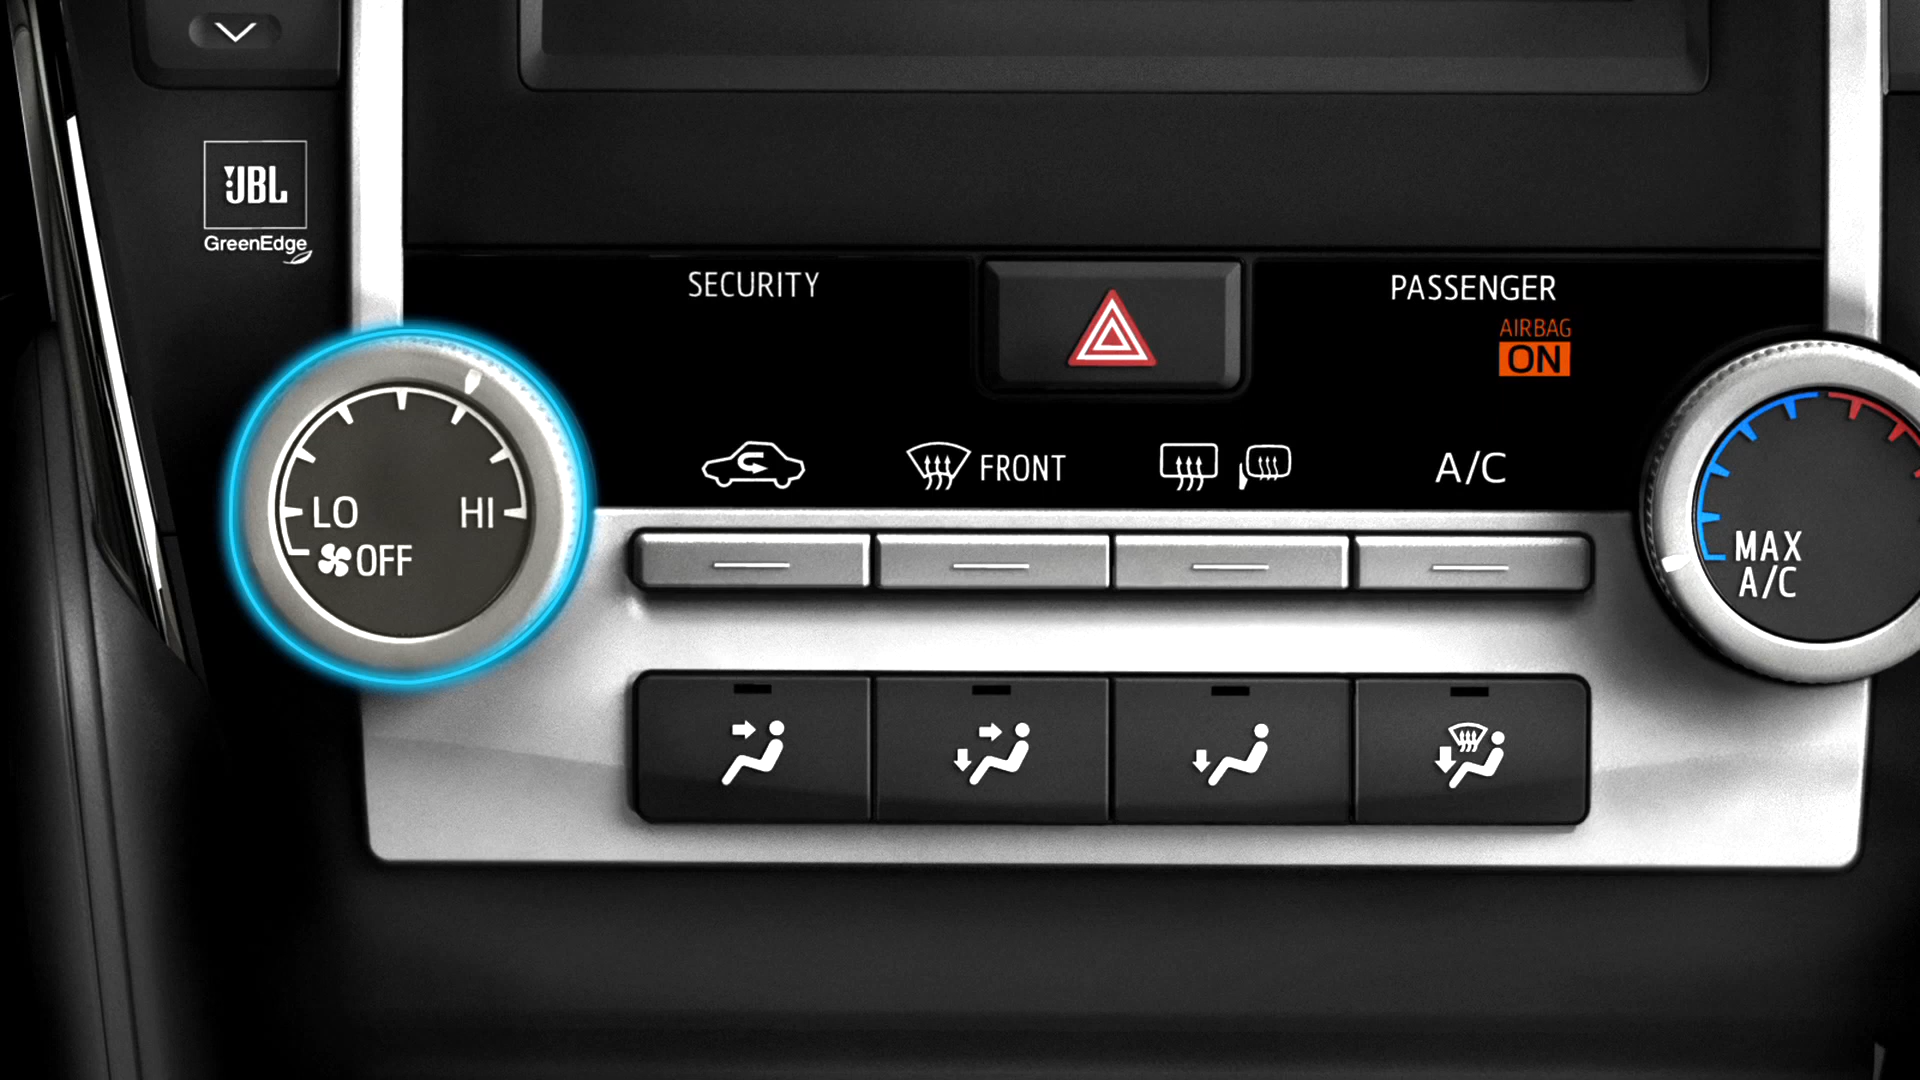 JBL
GreenEdge
SECURITY
PASSENGER
AIRBAG
ON
FRONT
A/C
LO
HI
OFF
MAX
A/C